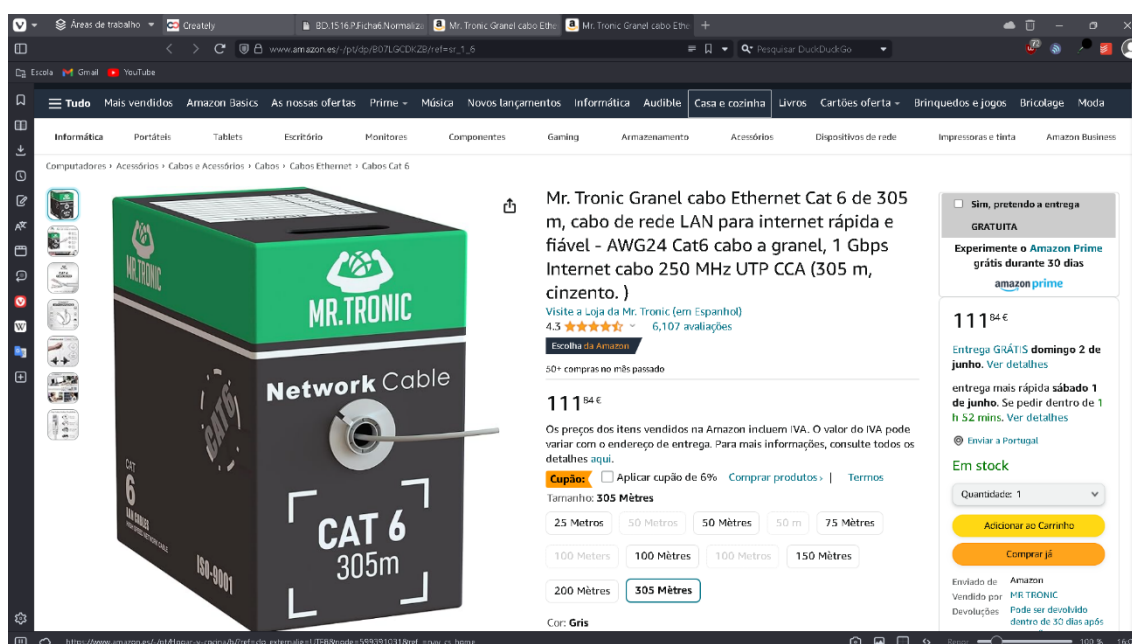 Áreas de trabalho
Creately
BD.1516.P.Ficha6.Normaliza
Mr. Tronic Granel cabo Ethe
Mr. Tronic Granel cabo Ethe
www.amazon.es/-/pt/dp/B07LGCDKZB/ref=sr_1_6
Pesquisar DuckDuckGo
Escola Gmail YouTube
Tudo Mais vendidos Amazon Basics As nossas ofertas Prime Música Novos lançamentos Informática Audible Casa e cozinha Livros Cartões oferta Brinquedos e jogos Bricolage Moda
Informática Portáteis Tablets Escritório Monitores Componentes Gaming Armazenamento Acessórios Dispositivos de rede Impressoras e tinta Amazon Business
Computadores › Acessórios › Cabos e Acessórios › Cabos › Cabos Ethernet › Cabos Cat 6
MR.TRONIC
MR.TRONIC
Network Cable
CAT6
CAT
6
LAN CABLES
ISO-9001
CAT 6
305m
Mr. Tronic Granel cabo Ethernet Cat 6 de 305
m, cabo de rede LAN para internet rápida e
fiável - AWG24 Cat6 cabo a granel, 1 Gbps
Internet cabo 250 MHz UTP CCA (305 m,
cinzento. )
Visite a Loja da Mr. Tronic (em Espanhol)
4.3 6,107 avaliações
Escolha da Amazon
50+ compras no mês passado
111 84 €
Os preços dos itens vendidos na Amazon incluem IVA. O valor do IVA pode
variar com o endereço de entrega. Para mais informações, consulte todos os
detalhes aqui.
Cupão: Aplicar cupão de 6% Comprar produtos › | Termos
Tamanho: 305 Mètres
25 Metros 50 Metros 50 Mètres 50 m 75 Mètres
100 Meters 100 Mètres 100 Metros 150 Mètres
200 Mètres 305 Mètres
Cor: Gris
Sim, pretendo a entrega
GRATUITA
Experimente o Amazon Prime
grátis durante 30 dias
amazon prime
111 84 €
Entrega GRÁTIS domingo 2 de
junho. Ver detalhes
entrega mais
rápida sábado 1
de junho. Se
pedir dentro de 1
h 52 mins. Ver
detalhes
Enviar a Portugal
Em stock
Quantidade: 1
Adicionar ao Carrinho
Comprar já
Enviado de Amazon
Vendido por MR TRONIC
Devoluções Pode ser devolvido
dentro de 30 dias após
Repor
100 %